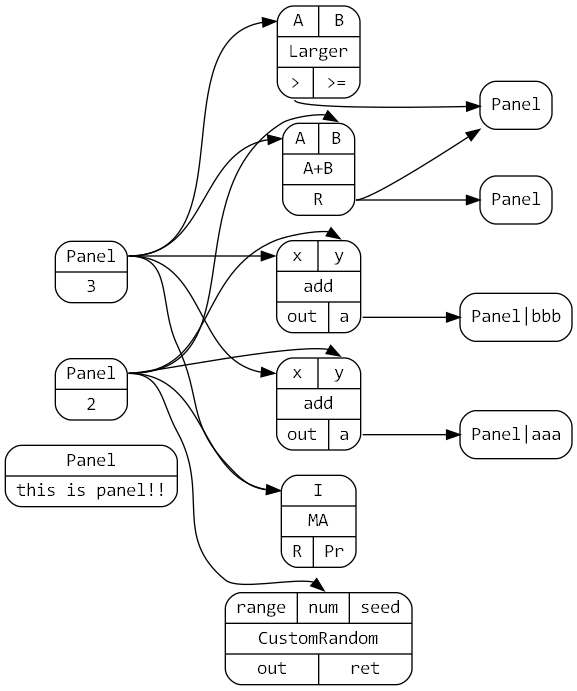 A B
Larger
> >=
Panel
A B
A+B
R
Panel
Panel
3
x y
add
out a
Panel|bbb
Panel
2
x y
add
out a
Panel|aaa
Panel
this is panel!!
I
MA
R Pr
range num seed
CustomRandom
out ret